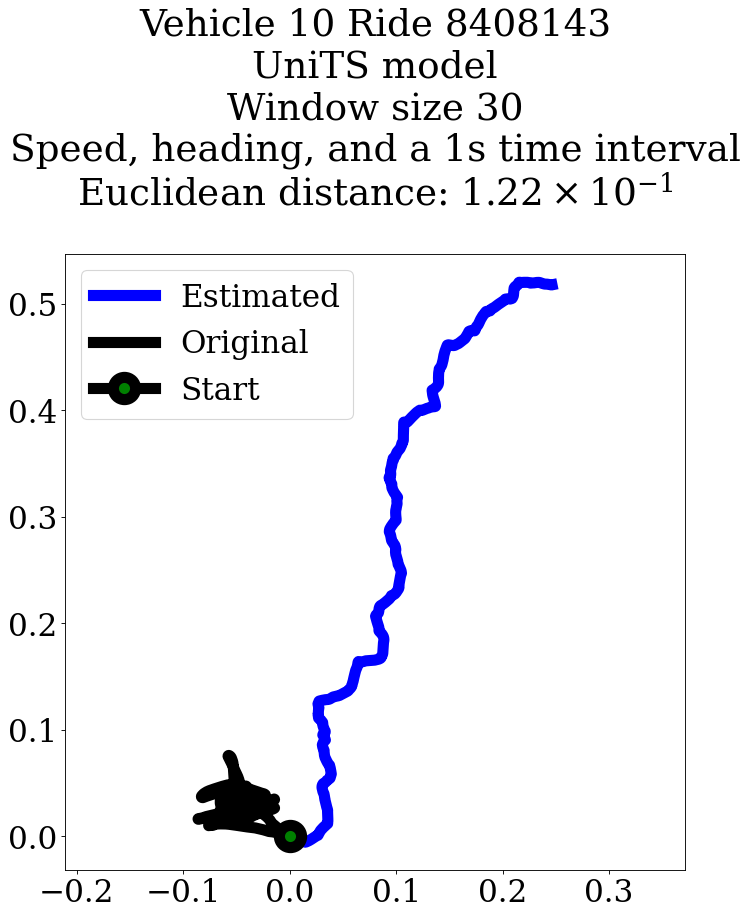 Vehicle 10 Ride 8408143
UniTS model
Window size 30
Speed, heading, and a 1s time interval
Euclidean distance: 1.22 × 10⁻¹
Estimated
Original
Start
0.5
0.4
0.3
0.2
0.1
0.0
−0.2 −0.1 0.0 0.1 0.2 0.3